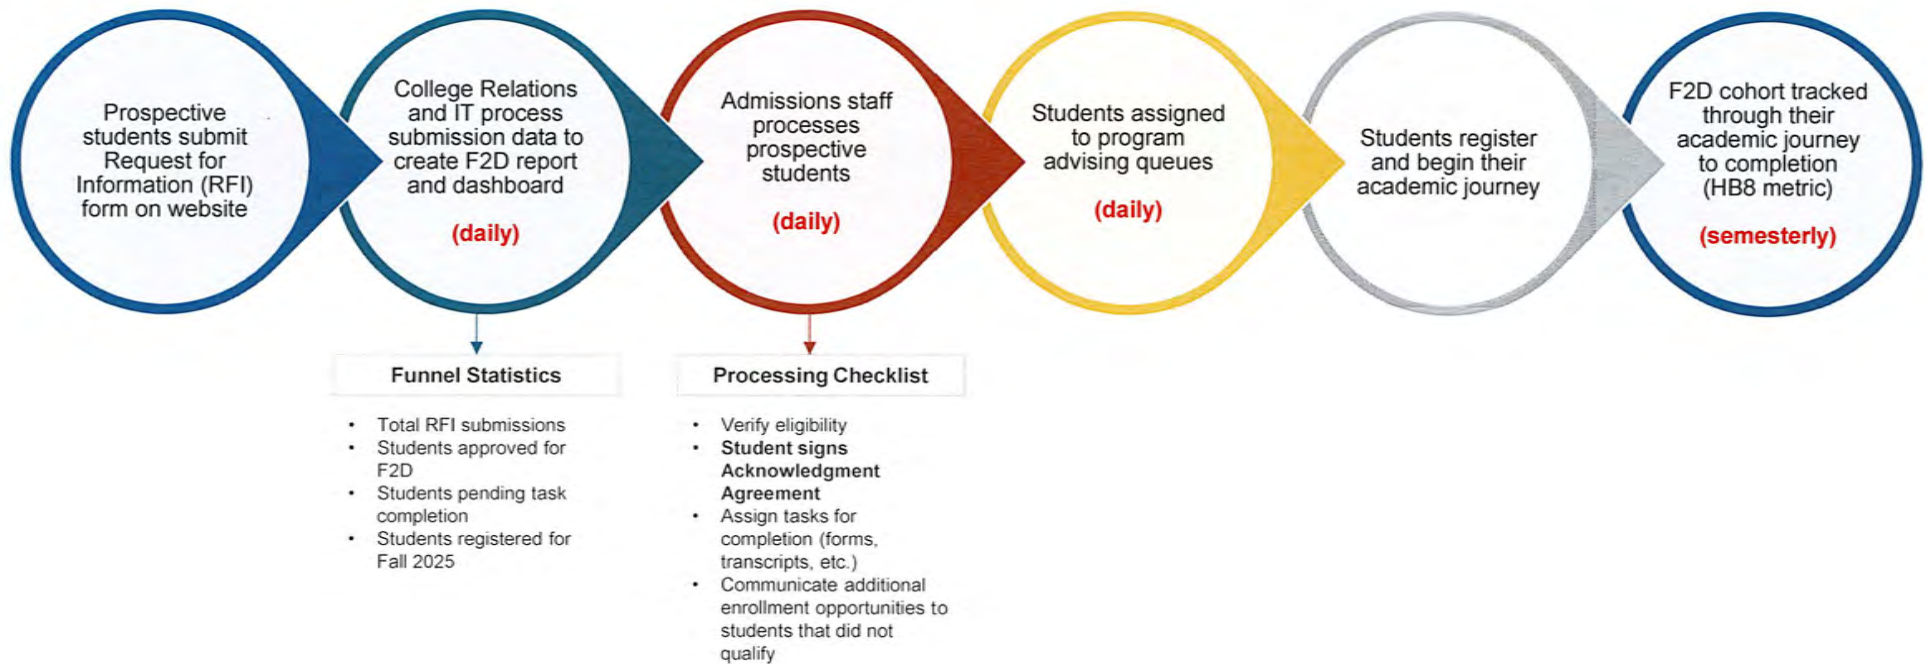 Prospective
students submit
Request for
Information (RFI)
form on website
College Relations
and IT process
submission data to
create F2D report
and dashboard
(daily)
Admissions staff
processes
prospective
students
(daily)
Students assigned
to program
advising queues
(daily)
Students register
and begin their
academic journey
F2D cohort tracked
through their
academic journey
to completion
(HB8 metric)
(semesterly)
Funnel Statistics
• Total RFI submissions
• Students approved for
F2D
• Students pending task
completion
• Students registered for
Fall 2025
Processing Checklist
• Verify eligibility
• Student signs
Acknowledgment
Agreement
• Assign tasks for
completion (forms,
transcripts, etc.)
• Communicate additional
enrollment opportunities to
students that did not
qualify